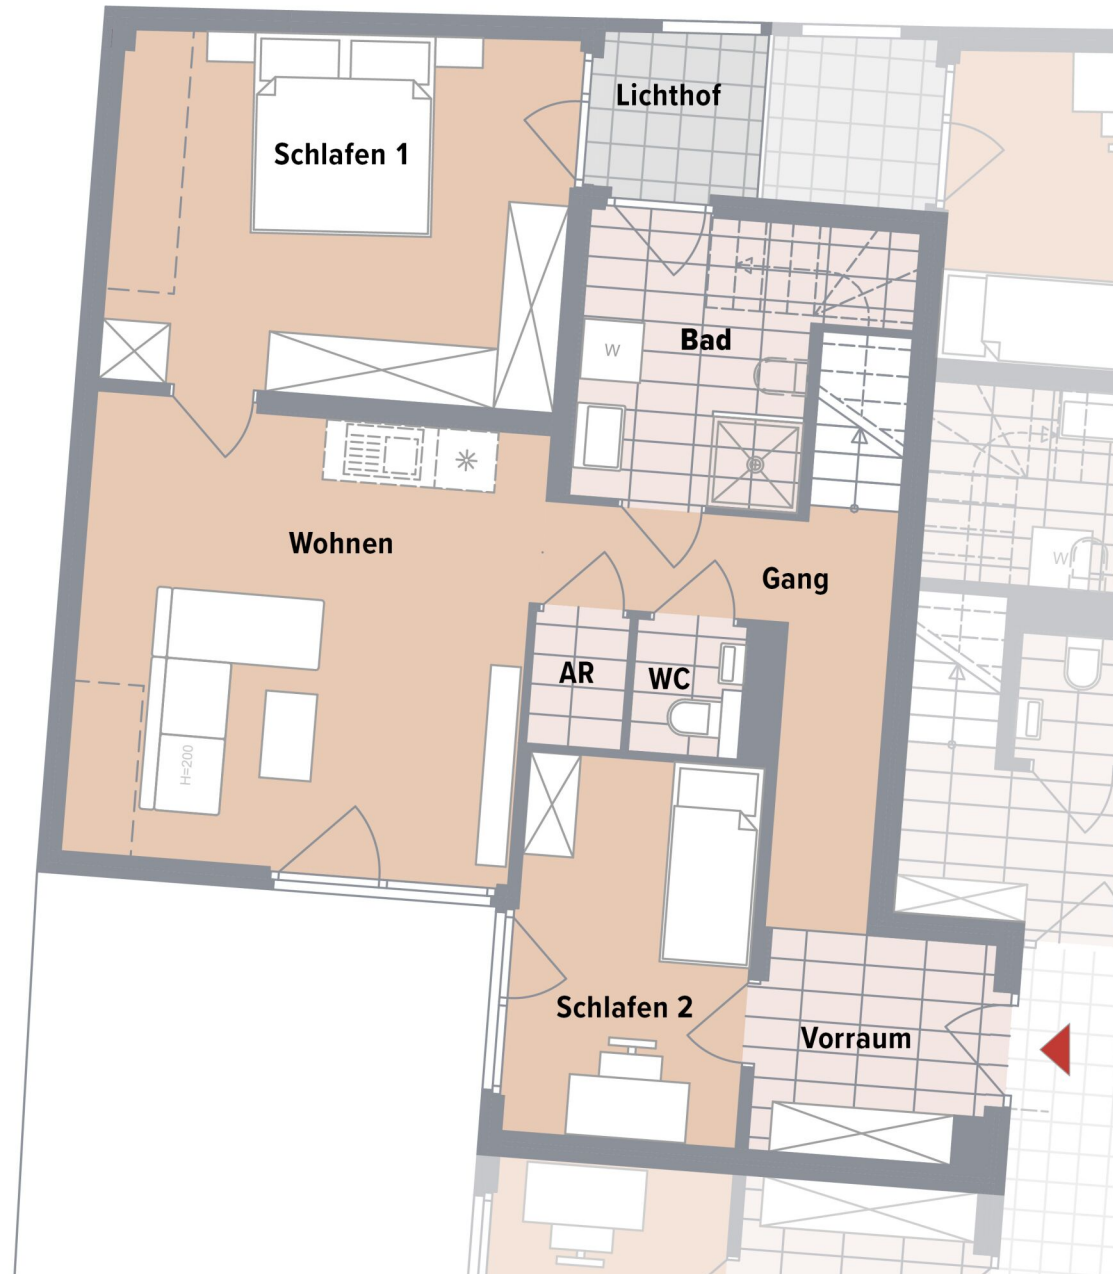 Lichthof
Schlafen 1
W
Bad
Wohnen
W
Gang
AR
WC
H=200
Schlafen 2
Vorraum